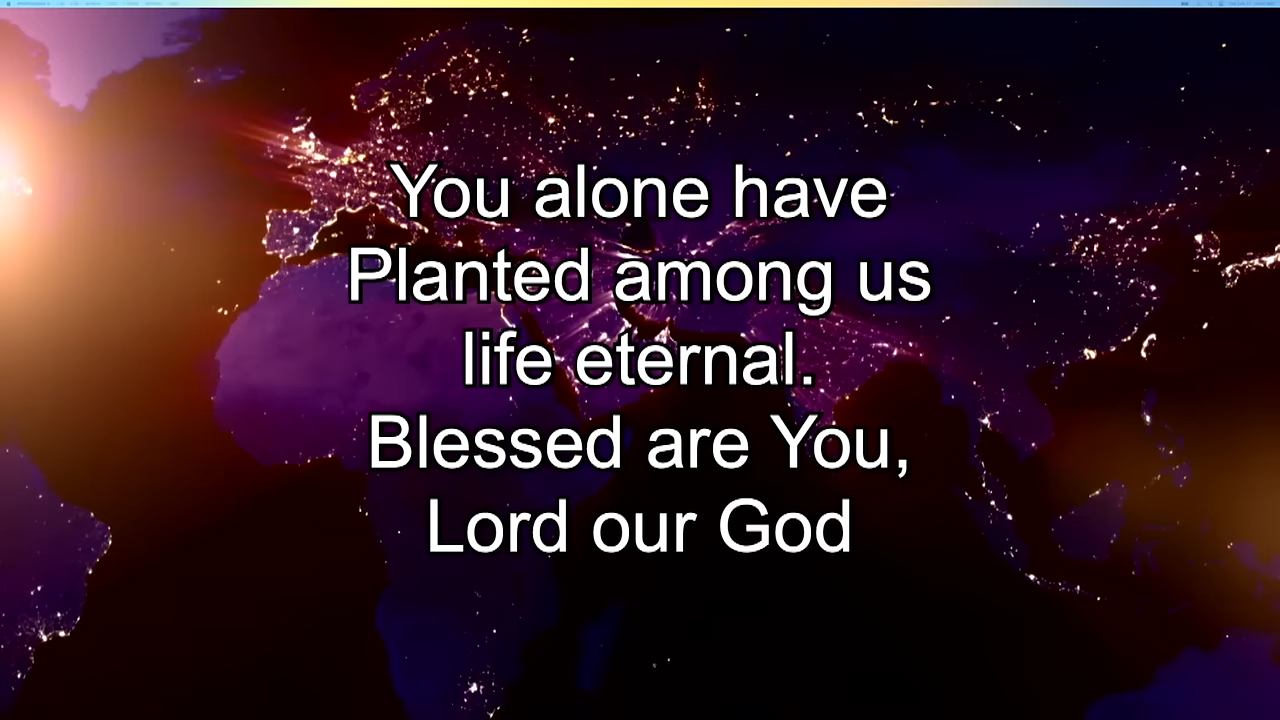 You alone have
Planted among us
life eternal.
Blessed are You,
Lord our God